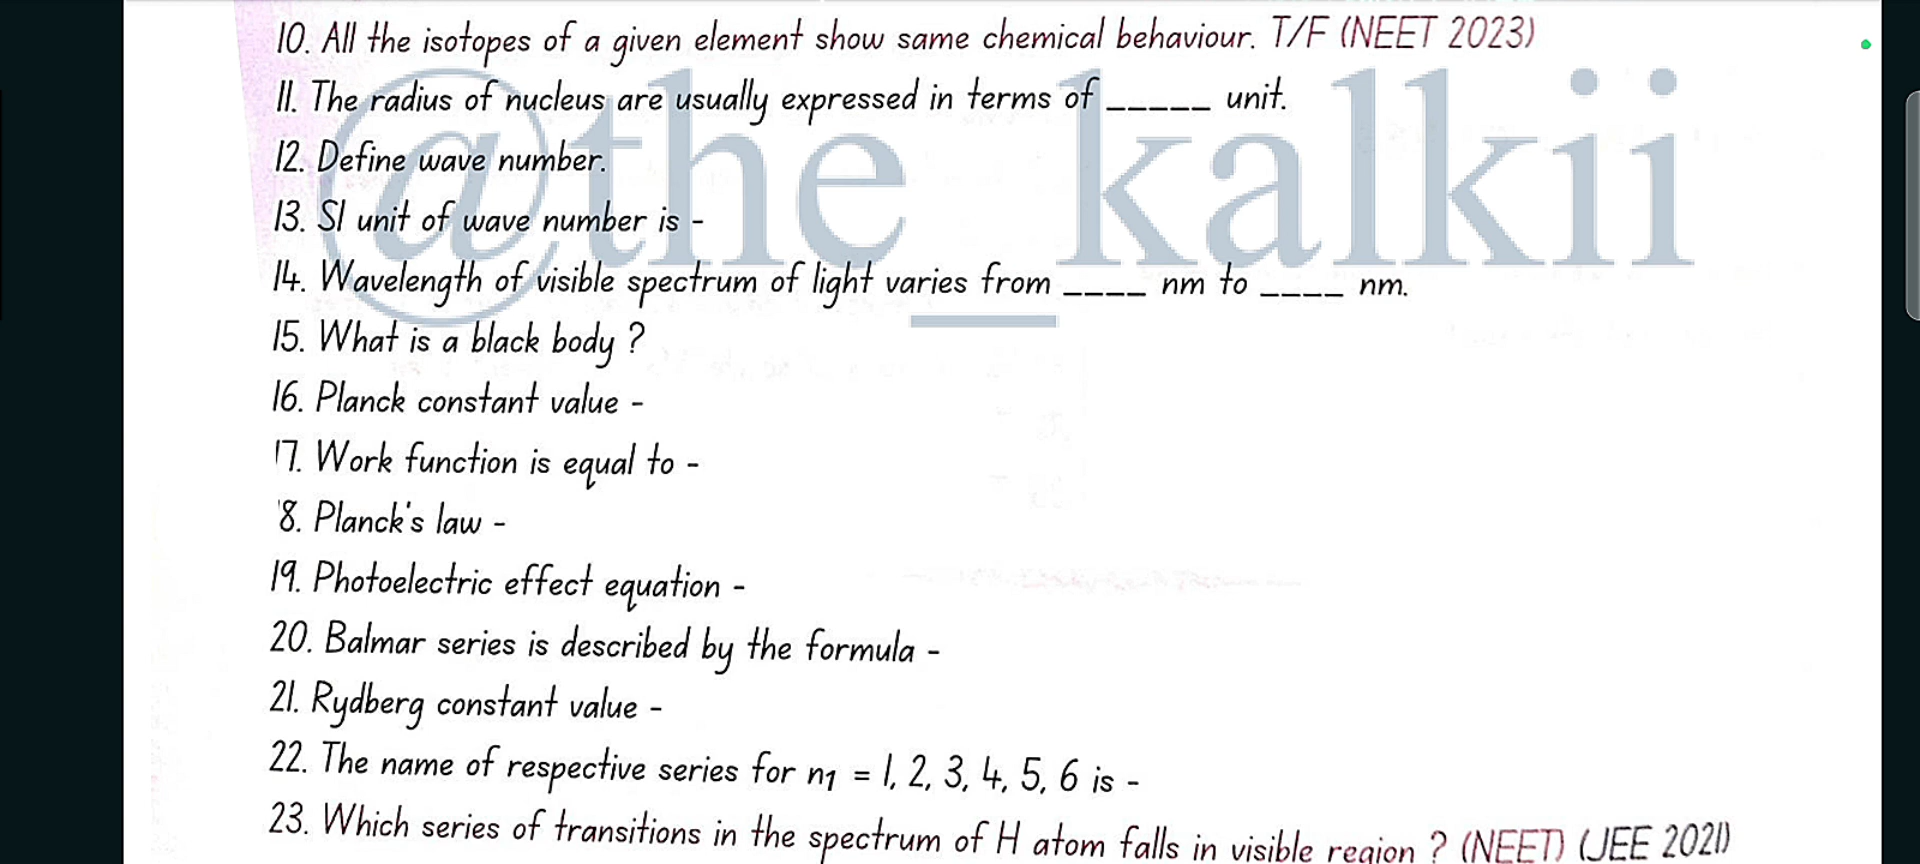 10. All the isotopes of a given element show same chemical behaviour. T/F (NEET 2023)
11. The radius of nucleus are usually expressed in terms of _____ unit.
12. Define wave number.
13. SI unit of wave number is -
14. Wavelength of visible spectrum of light varies from ____ nm to ____ nm.
15. What is a black body ?
16. Planck constant value -
17. Work function is equal to -
8. Planck's law -
19. Photoelectric effect equation -
20. Balmar series is described by the formula -
21. Rydberg constant value -
22. The name of respective series for n₁ = 1, 2, 3, 4, 5, 6 is -
23. Which series of transitions in the spectrum of H atom falls in visible region ? (NEET) (JEE 2021)
@the_kalkii